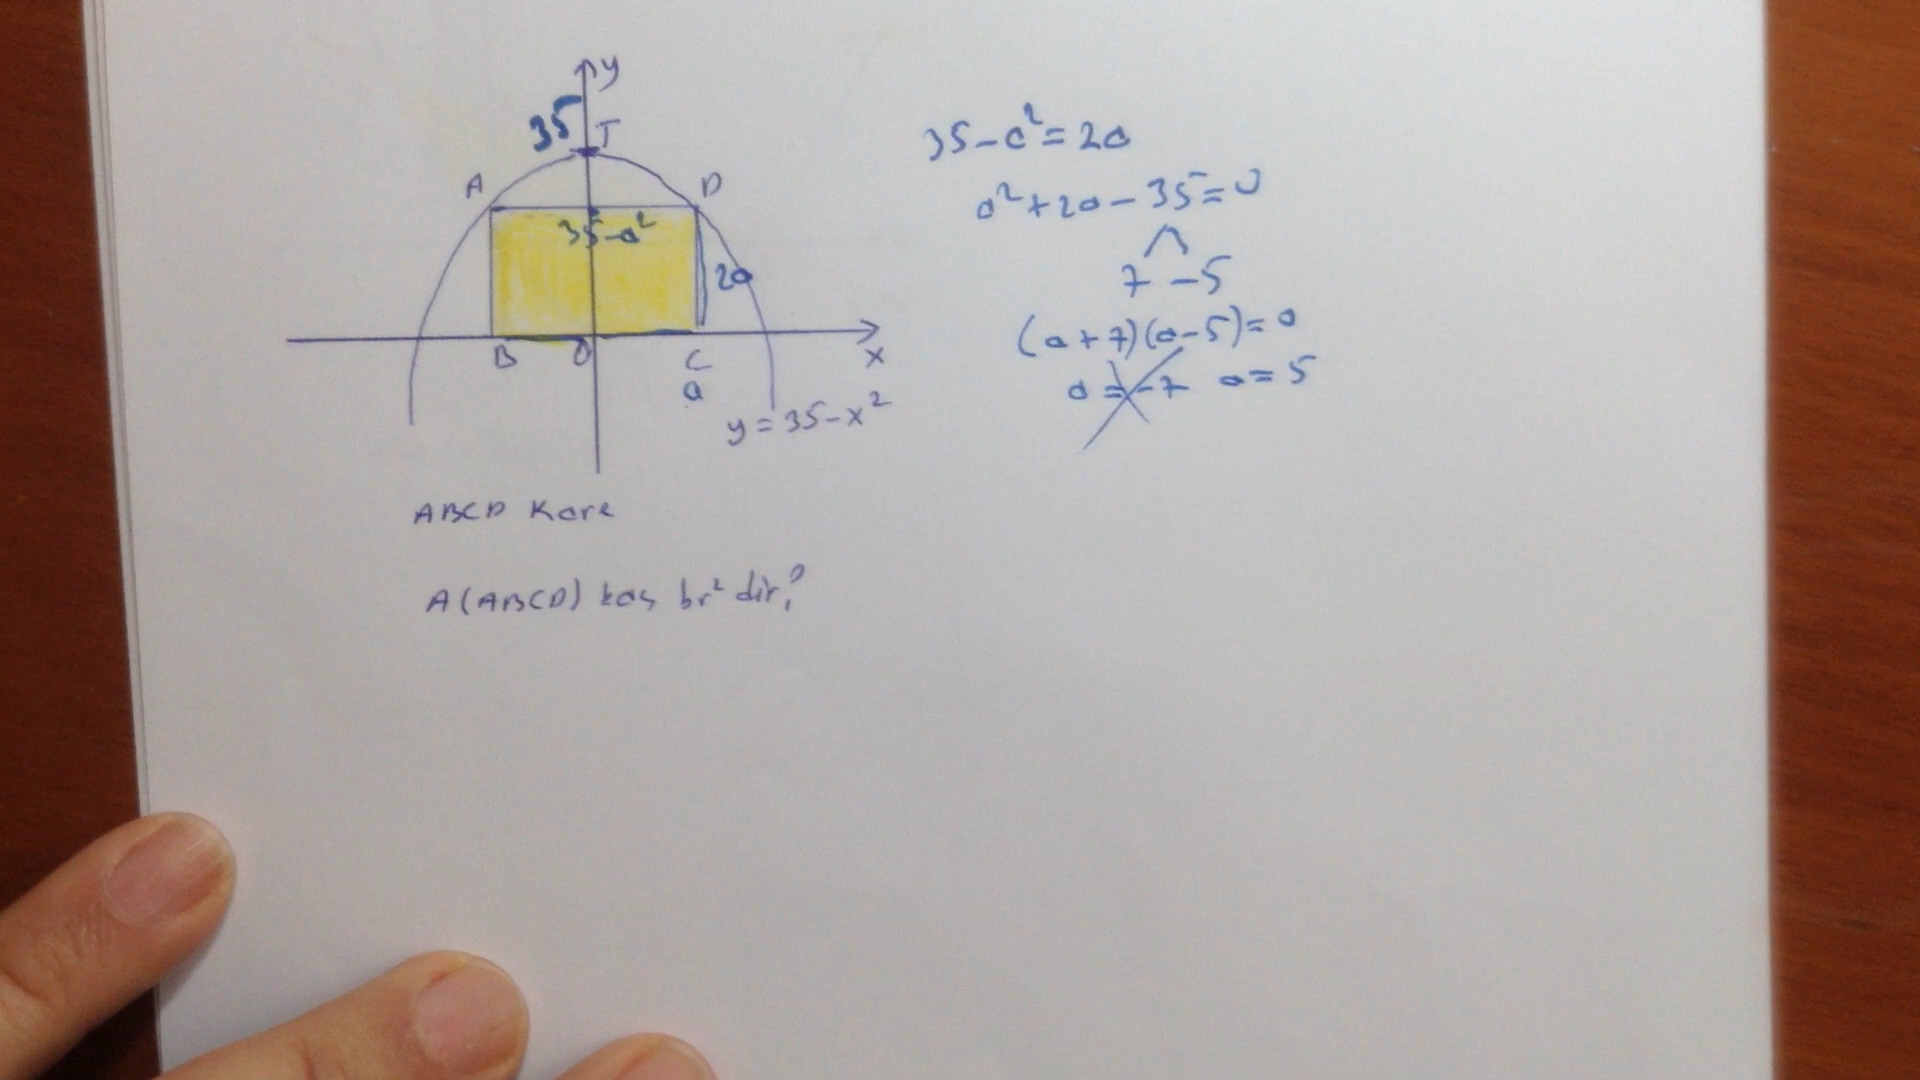 y
35
T
A D
35-a²
2a
B O C x
a
y = 35-x²
ABCD Kare
A(ABCD) kaç br² dir?
35-a² = 2a
a²+2a-35=0
7 -5
(a+7)(a-5)=0
a=-7 a=5